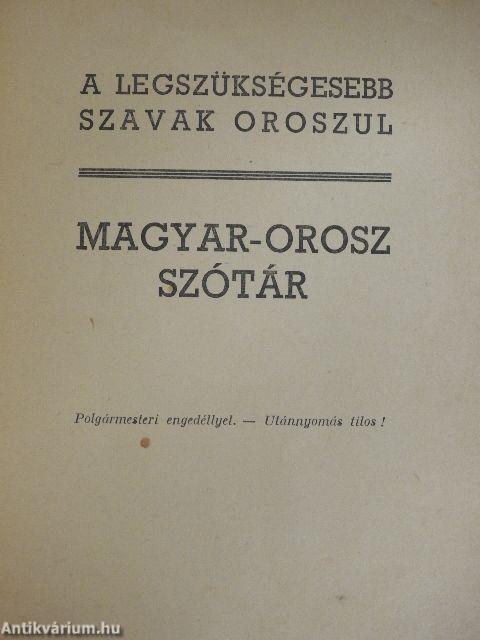 A LEGSZÜKSÉGESEBB
SZAVAK OROSZUL
MAGYAR-OROSZ
SZÓTÁR
Polgármesteri engedéllyel. — Utánnyomás tilos!
Antikvárium.hu